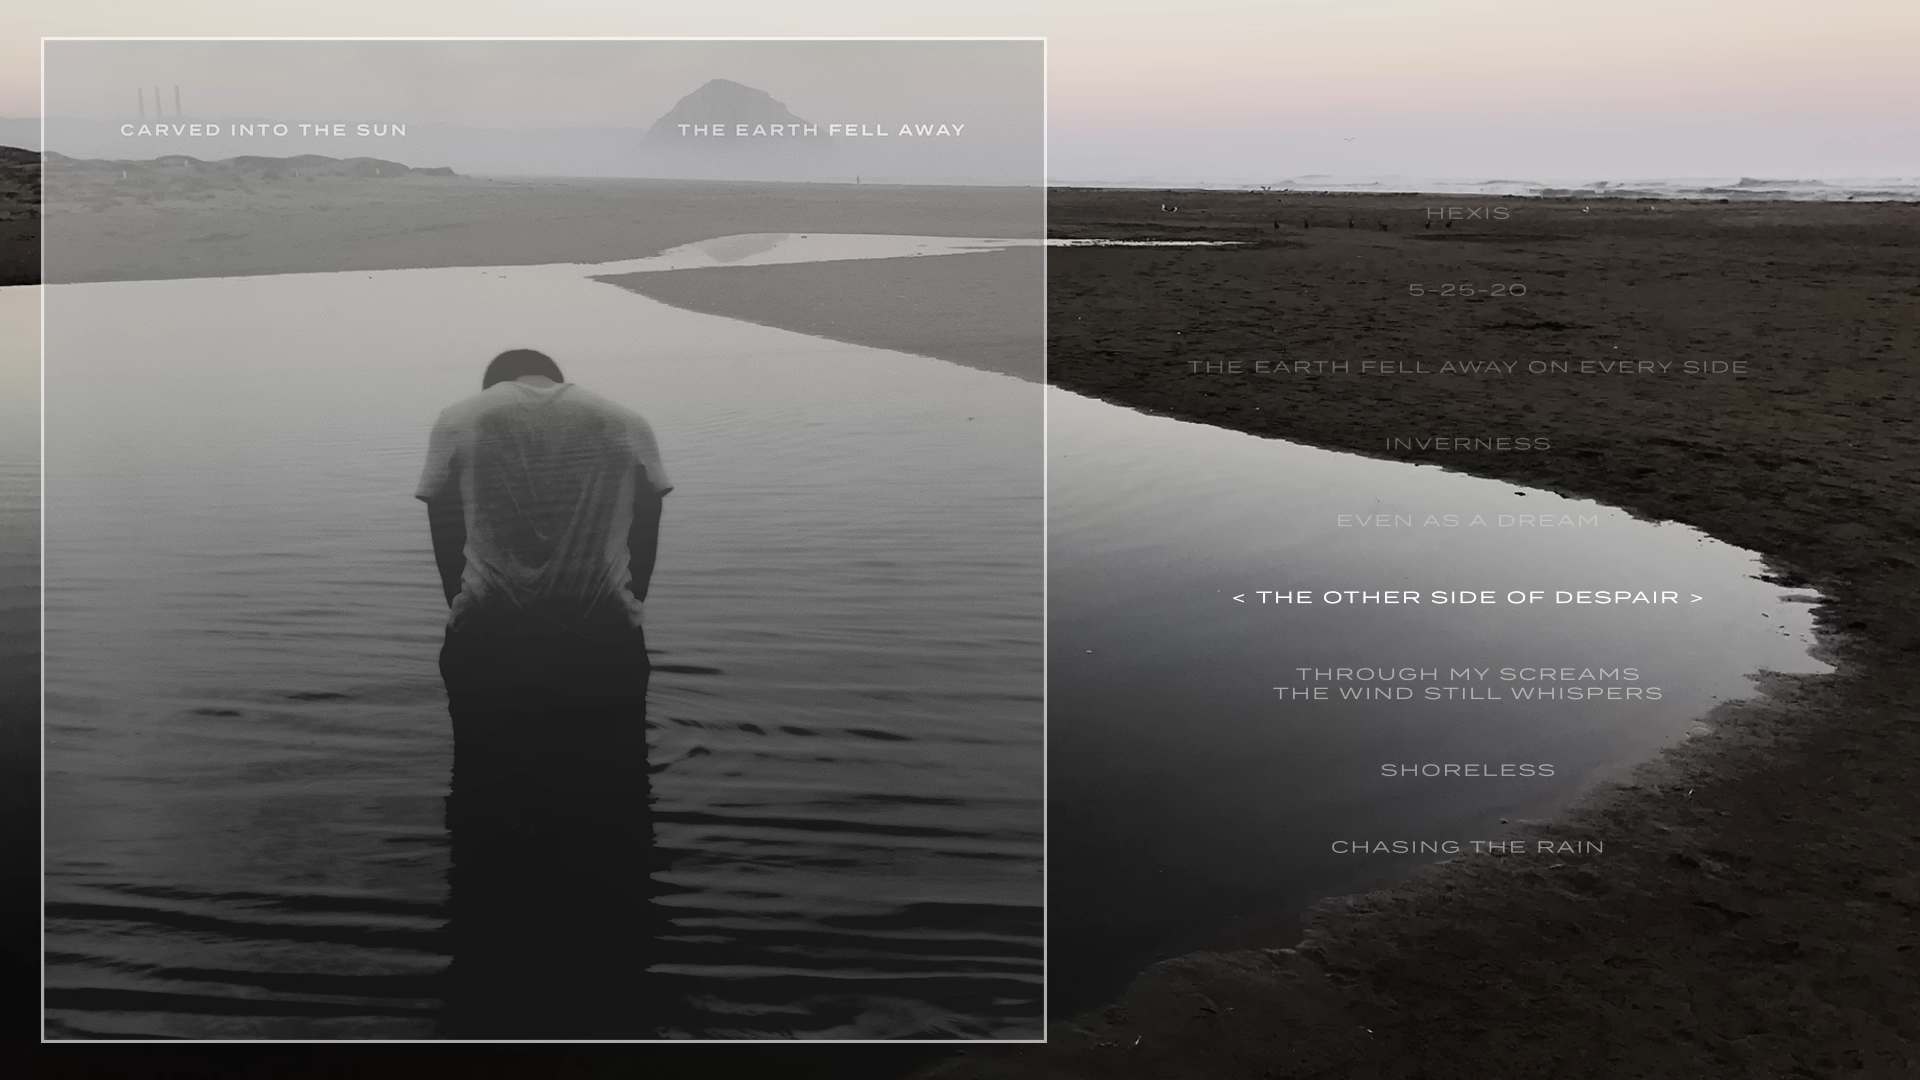 CARVED INTO THE SUN
THE EARTH FELL AWAY
HEXIS
5-25-20
THE EARTH FELL AWAY ON EVERY SIDE
INVERNESS
EVEN AS A DREAM
< THE OTHER SIDE OF DESPAIR >
THROUGH MY SCREAMS
THE WIND STILL WHISPERS
SHORELESS
CHASING THE RAIN